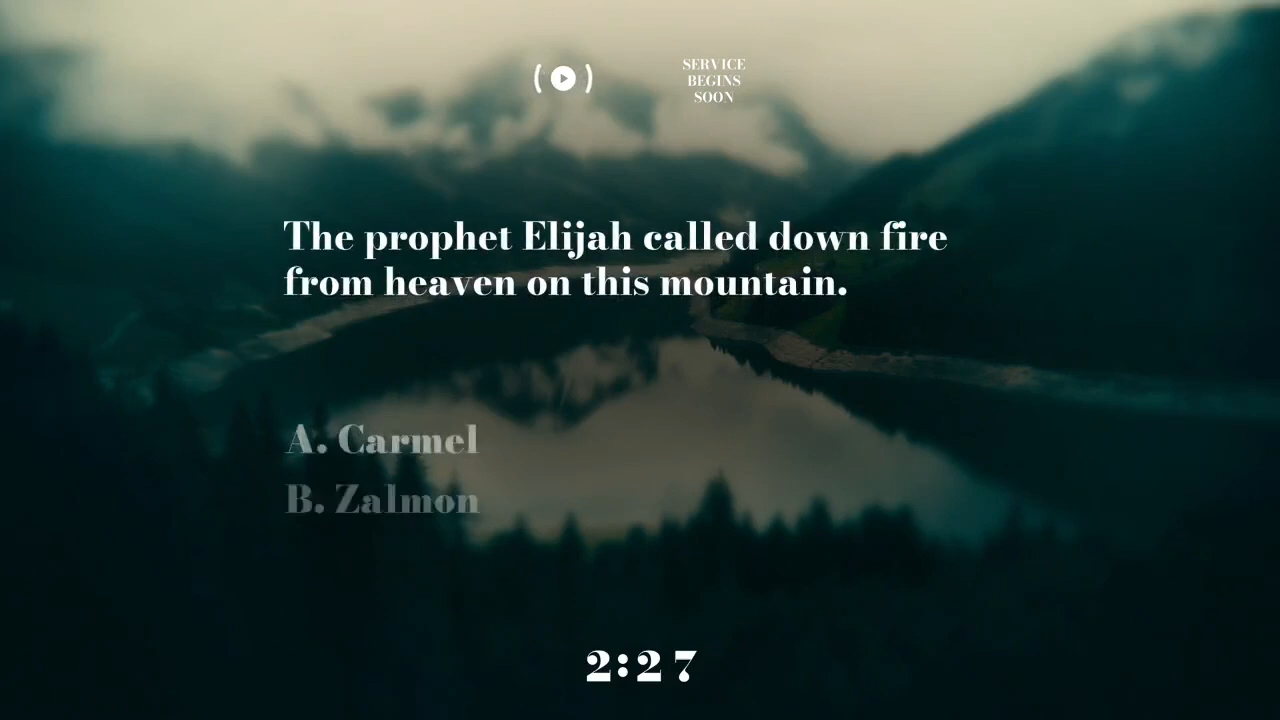 SERVICE
BEGINS
SOON
The prophet Elijah called down fire
from heaven on this mountain.
A. Carmel
B. Zalmon
2:27